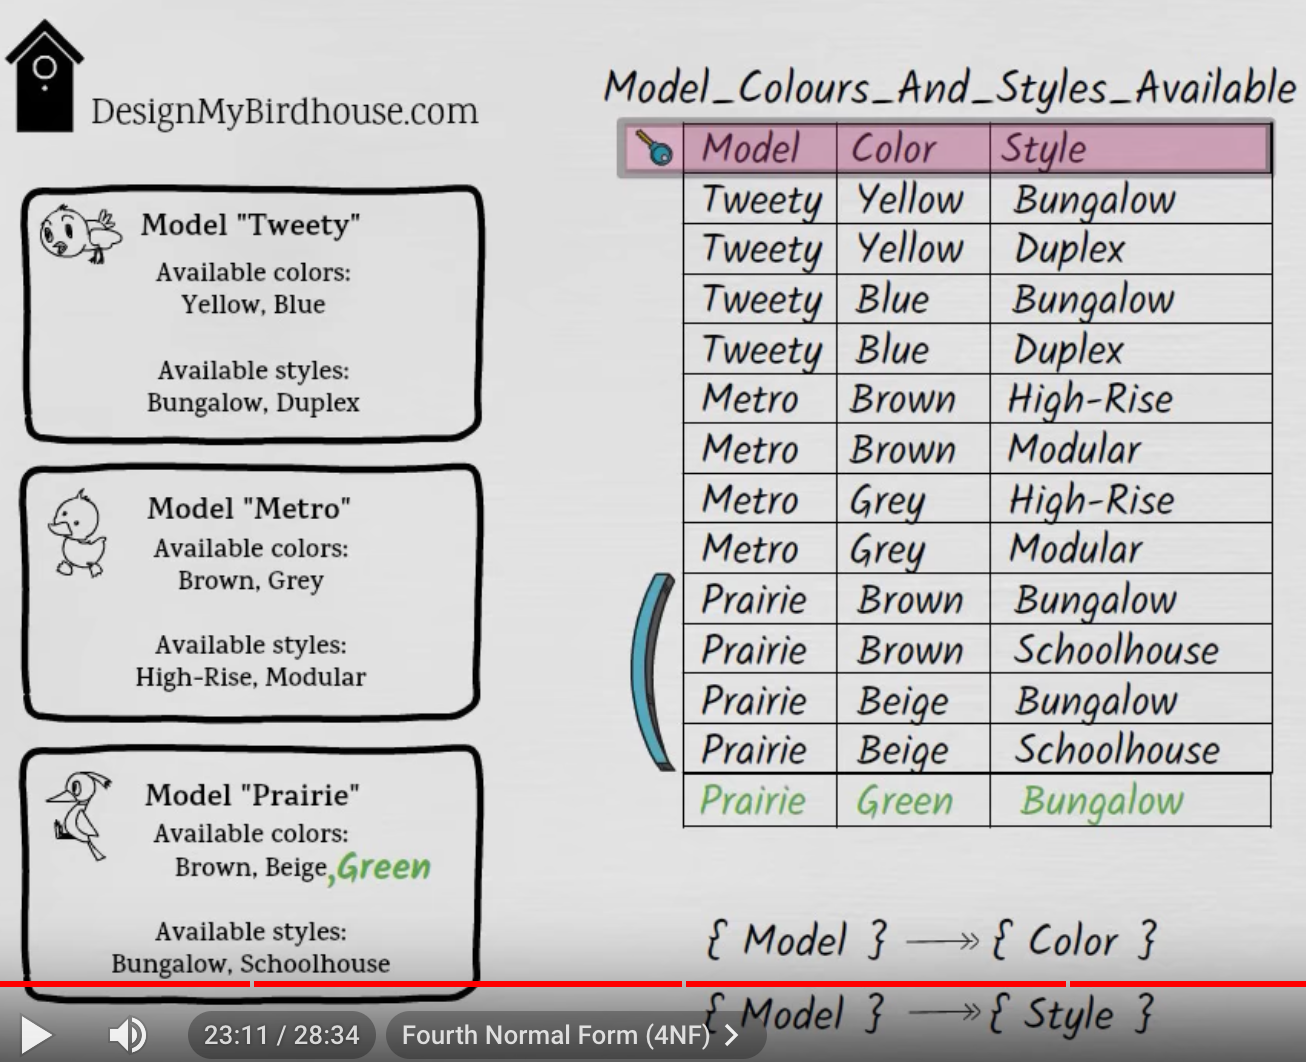 DesignMyBirdhouse.com
Model "Tweety"
Available colors:
Yellow, Blue
Available styles:
Bungalow, Duplex
Model "Metro"
Available colors:
Brown, Grey
Available styles:
High-Rise, Modular
Model "Prairie"
Available colors:
Brown, Beige, Green
Available styles:
Bungalow, Schoolhouse
Model_Colours_And_Styles_Available
Model Color Style
Tweety Yellow Bungalow
Tweety Yellow Duplex
Tweety Blue Bungalow
Tweety Blue Duplex
Metro Brown High-Rise
Metro Brown Modular
Metro Grey High-Rise
Metro Grey Modular
Prairie Brown Bungalow
Prairie Brown Schoolhouse
Prairie Beige Bungalow
Prairie Beige Schoolhouse
Prairie Green Bungalow
{ Model } ↠ { Color }
{ Model } ↠ { Style }
23:11 / 28:34 Fourth Normal Form (4NF) >